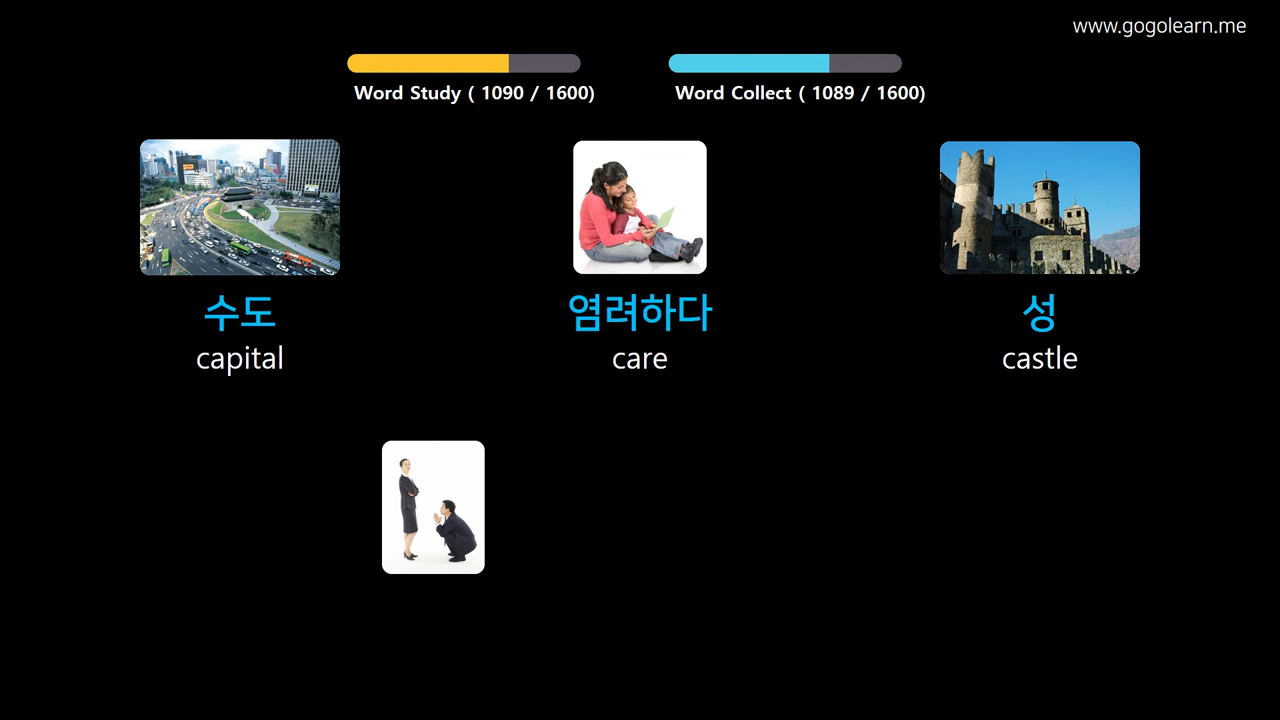 www.gogolearn.me
Word Study ( 1090 / 1600)
Word Collect ( 1089 / 1600)
수도
염려하다
성
capital
care
castle